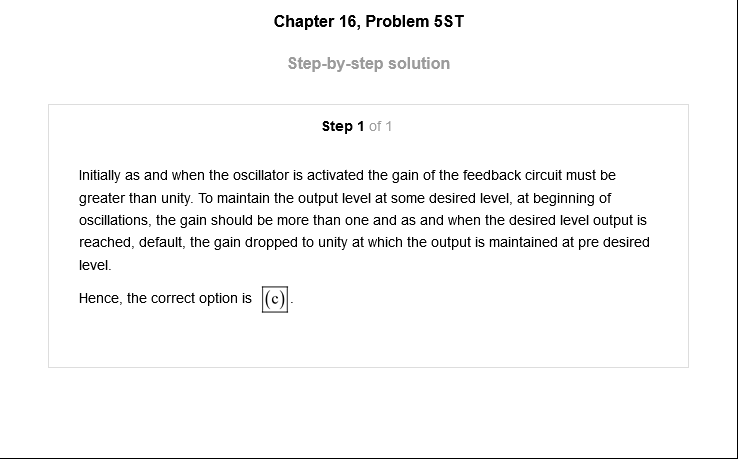 Chapter 16, Problem 5ST
Step-by-step solution
Step 1 of 1
Initially as and when the oscillator is activated the gain of the feedback circuit must be
greater than unity. To maintain the output level at some desired level, at beginning of
oscillations, the gain should be more than one and as and when the desired level output is
reached, default, the gain dropped to unity at which the output is maintained at pre desired
level.
Hence, the correct option is (c).